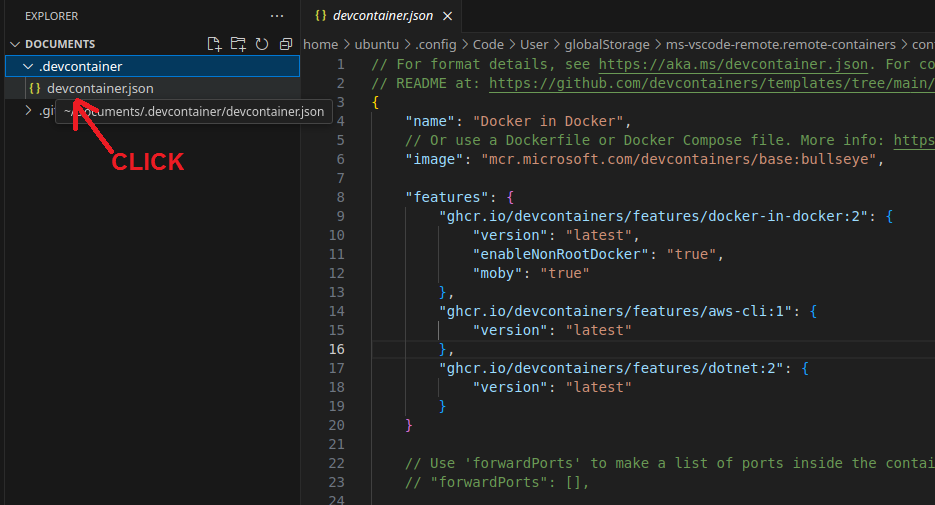 EXPLORER
DOCUMENTS
.devcontainer
{} devcontainer.json
.gi
~/Documents/.devcontainer/devcontainer.json
CLICK
{} devcontainer.json
home > ubuntu > .config > Code > User > globalStorage > ms-vscode-remote.remote-containers >
1 // For format details, see https://aka.ms/devcontainer.json. For co
2 // README at: https://github.com/devcontainers/templates/tree/main/
3 {
4 "name": "Docker in Docker",
5 // Or use a Dockerfile or Docker Compose file. More info: https
6 "image": "mcr.microsoft.com/devcontainers/base:bullseye",
7
8 "features": {
9 "ghcr.io/devcontainers/features/docker-in-docker:2": {
10 "version": "latest",
11 "enableNonRootDocker": "true",
12 "moby": "true"
13 },
14 "ghcr.io/devcontainers/features/aws-cli:1": {
15 "version": "latest"
16 },
17 "ghcr.io/devcontainers/features/dotnet:2": {
18 "version": "latest"
19 }
20 }
21
22 // Use 'forwardPorts' to make a list of ports inside the contai
23 // "forwardPorts": [],
24